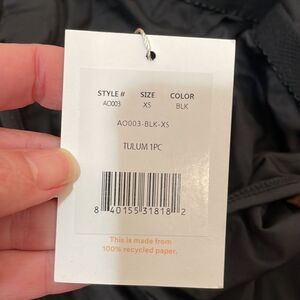 STYLE # SIZE COLOR
AO003 XS BLK
AO003-BLK-XS
TULUM 1PC
8 40155 31818 2
This is made from
100% recycled paper.